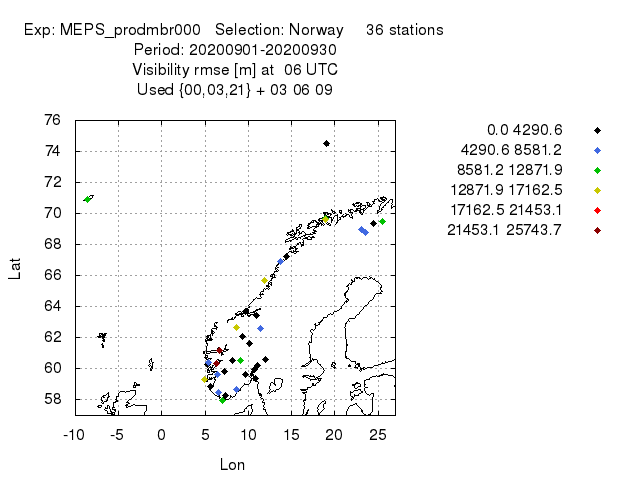 Exp: MEPS_prodmbr000 Selection: Norway 36 stations
Period: 20200901-20200930
Visibility rmse [m] at 06 UTC
Used {00,03,21} + 03 06 09
0.0 4290.6
4290.6 8581.2
8581.2 12871.9
12871.9 17162.5
17162.5 21453.1
21453.1 25743.7
76
74
72
70
68
66
64
62
60
58
Lat
-10 -5 0 5 10 15 20 25
Lon